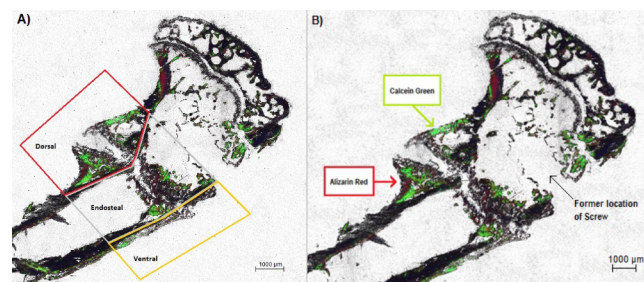 A)
Dorsal
Endosteal
Ventral
1000 µm
B)
Calcein Green
Alizarin Red
Former location
of Screw
1000 µm